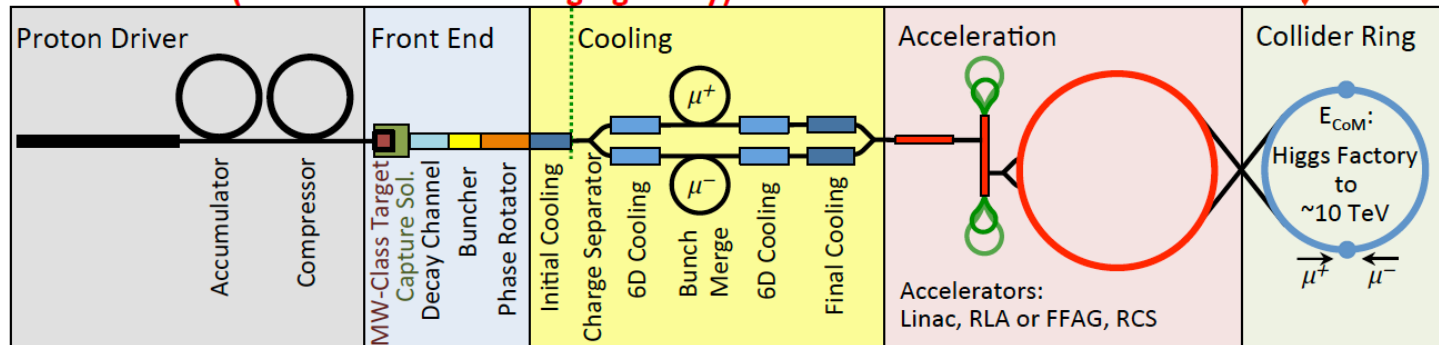 Proton Driver
Accumulator
Compressor
Front End
MW-Class Target
Capture Sol.
Decay Channel
Buncher
Phase Rotator
Cooling
Initial Cooling
Charge Separator
6D Cooling
μ+
μ−
Bunch
Merge
6D Cooling
Final Cooling
Acceleration
Accelerators:
Linac, RLA or FFAG, RCS
Collider Ring
ECoM:
Higgs Factory
to
~10 TeV
μ+
μ−